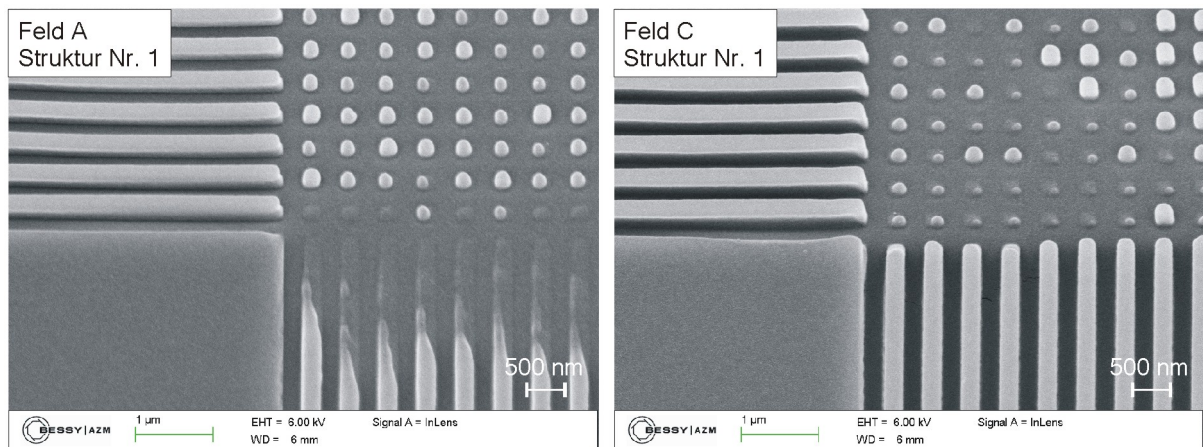 Feld A
Struktur Nr. 1
500 nm
BESSY|AZM
1 µm
EHT = 6.00 kV
WD = 6 mm
Signal A = InLens
Feld C
Struktur Nr. 1
500 nm
BESSY|AZM
1 µm
EHT = 6.00 kV
WD = 6 mm
Signal A = InLens